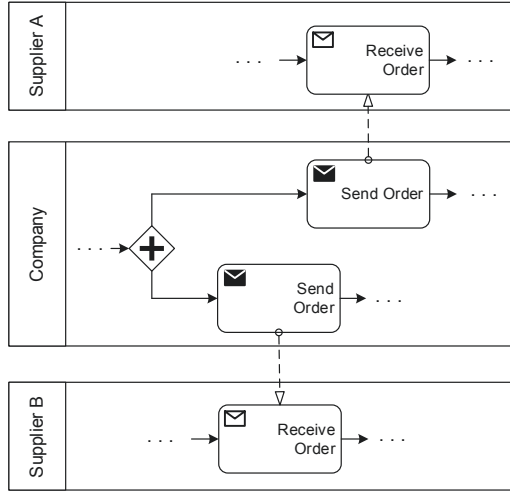 Supplier A
Receive
Order
. . .
. . .
Company
Send Order
. . .
. . .
Send
Order
. . .
Supplier B
Receive
Order
. . .
. . .